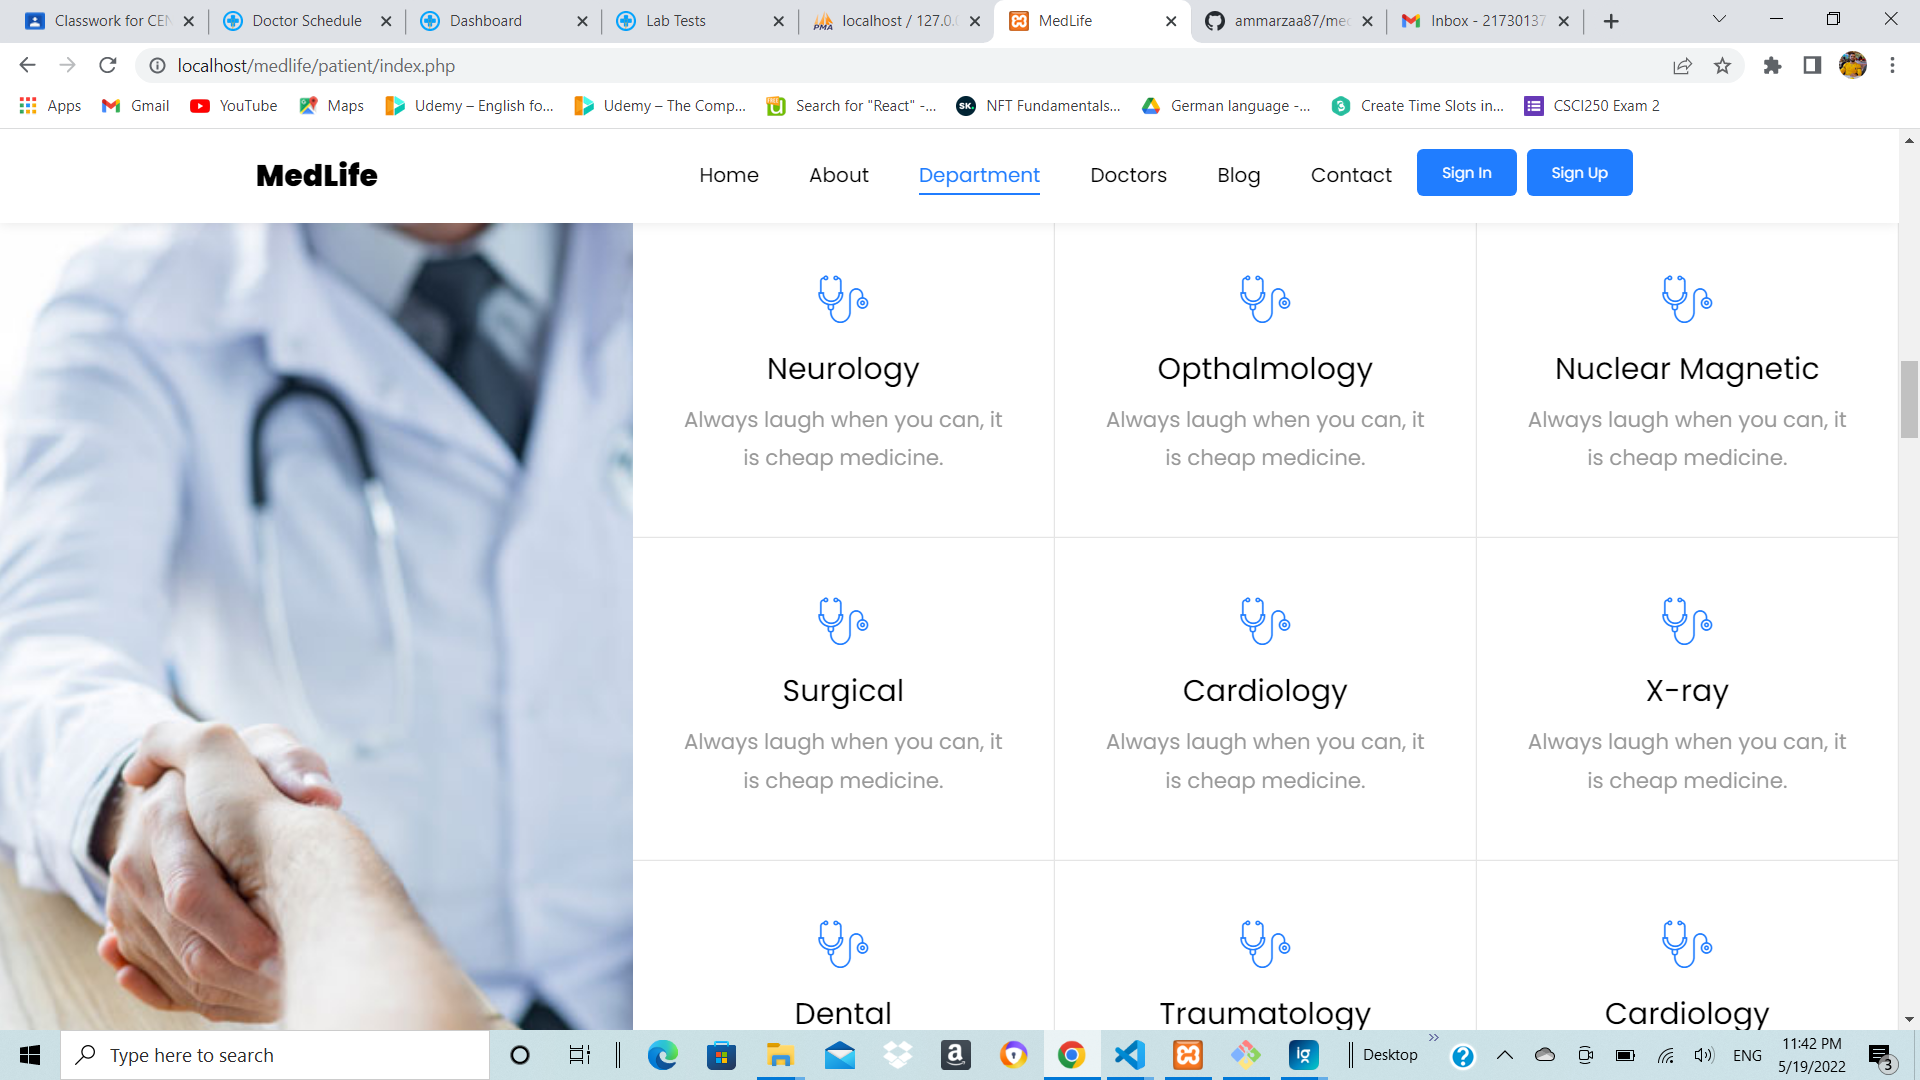 Classwork for CEN
Doctor Schedule
Dashboard
Lab Tests
localhost / 127.0.0
MedLife
ammarzaa87/med
Inbox - 21730137
localhost/medlife/patient/index.php
Apps
Gmail
YouTube
Maps
Udemy – English fo...
Udemy – The Comp...
Search for "React" -...
NFT Fundamentals...
German language -...
Create Time Slots in...
CSCI250 Exam 2
MedLife
Home
About
Department
Doctors
Blog
Contact
Sign In
Sign Up
Neurology
Always laugh when you can, it
is cheap medicine.
Opthalmology
Always laugh when you can, it
is cheap medicine.
Nuclear Magnetic
Always laugh when you can, it
is cheap medicine.
Surgical
Always laugh when you can, it
is cheap medicine.
Cardiology
Always laugh when you can, it
is cheap medicine.
X-ray
Always laugh when you can, it
is cheap medicine.
Dental
Traumatology
Cardiology
Type here to search
Desktop
ENG
11:42 PM
5/19/2022
3